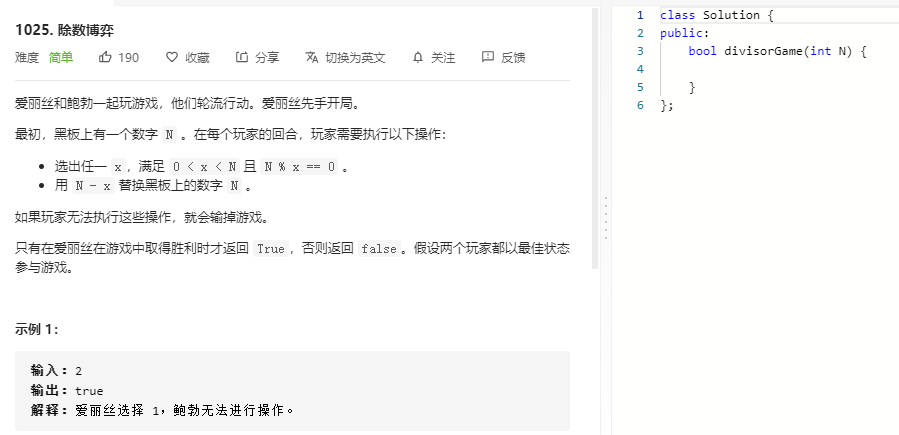 1025. 除数博弈
难度 简单 190 收藏 分享 切换为英文 关注 反馈
爱丽丝和鲍勃一起玩游戏，他们轮流行动。爱丽丝先手开局。
最初，黑板上有一个数字 N 。在每个玩家的回合，玩家需要执行以下操作：
• 选出任一 x，满足 0 < x < N 且 N % x == 0 。
• 用 N - x 替换黑板上的数字 N 。
如果玩家无法执行这些操作，就会输掉游戏。
只有在爱丽丝在游戏中取得胜利时才返回 True，否则返回 false。假设两个玩家都以最佳状态
参与游戏。
示例 1：
输入：2
输出：true
解释：爱丽丝选择 1，鲍勃无法进行操作。
1 class Solution {
2 public:
3 bool divisorGame(int N) {
4
5 }
6 };